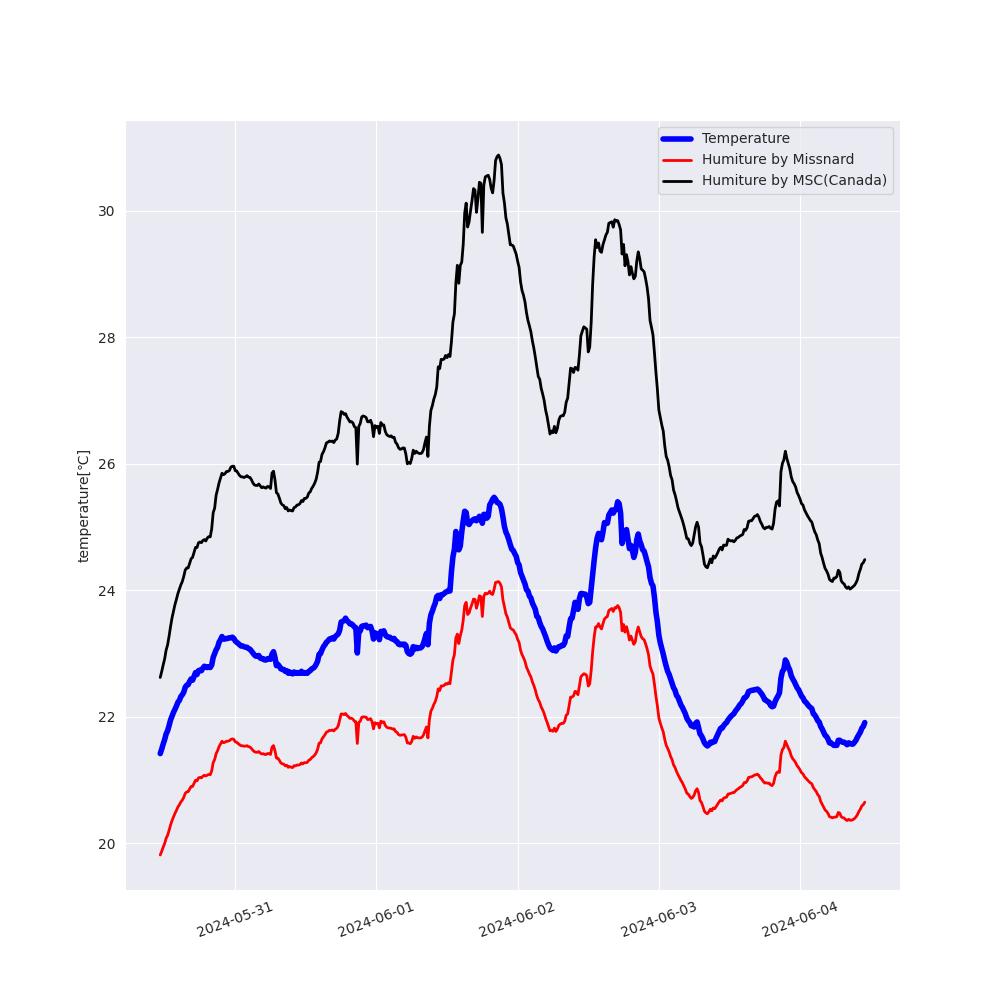 Temperature
Humiture by Missnard
Humiture by MSC(Canada)
30
28
26
24
22
20
temperature[℃]
2024-05-31
2024-06-01
2024-06-02
2024-06-03
2024-06-04